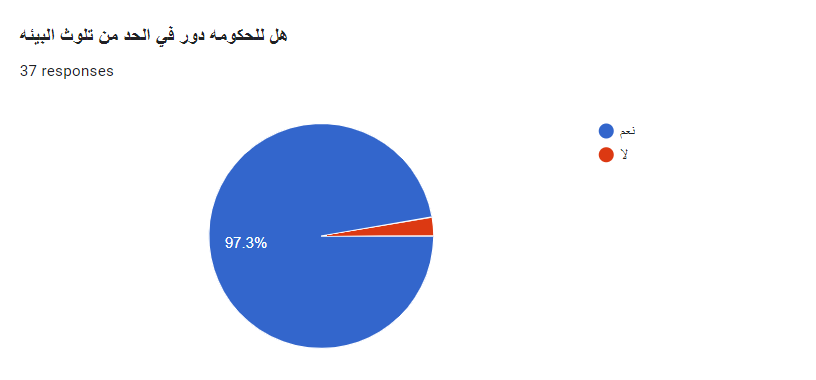 هل للحكومه دور في الحد من تلوث البيئه
37 responses
نعم
لا
97.3%